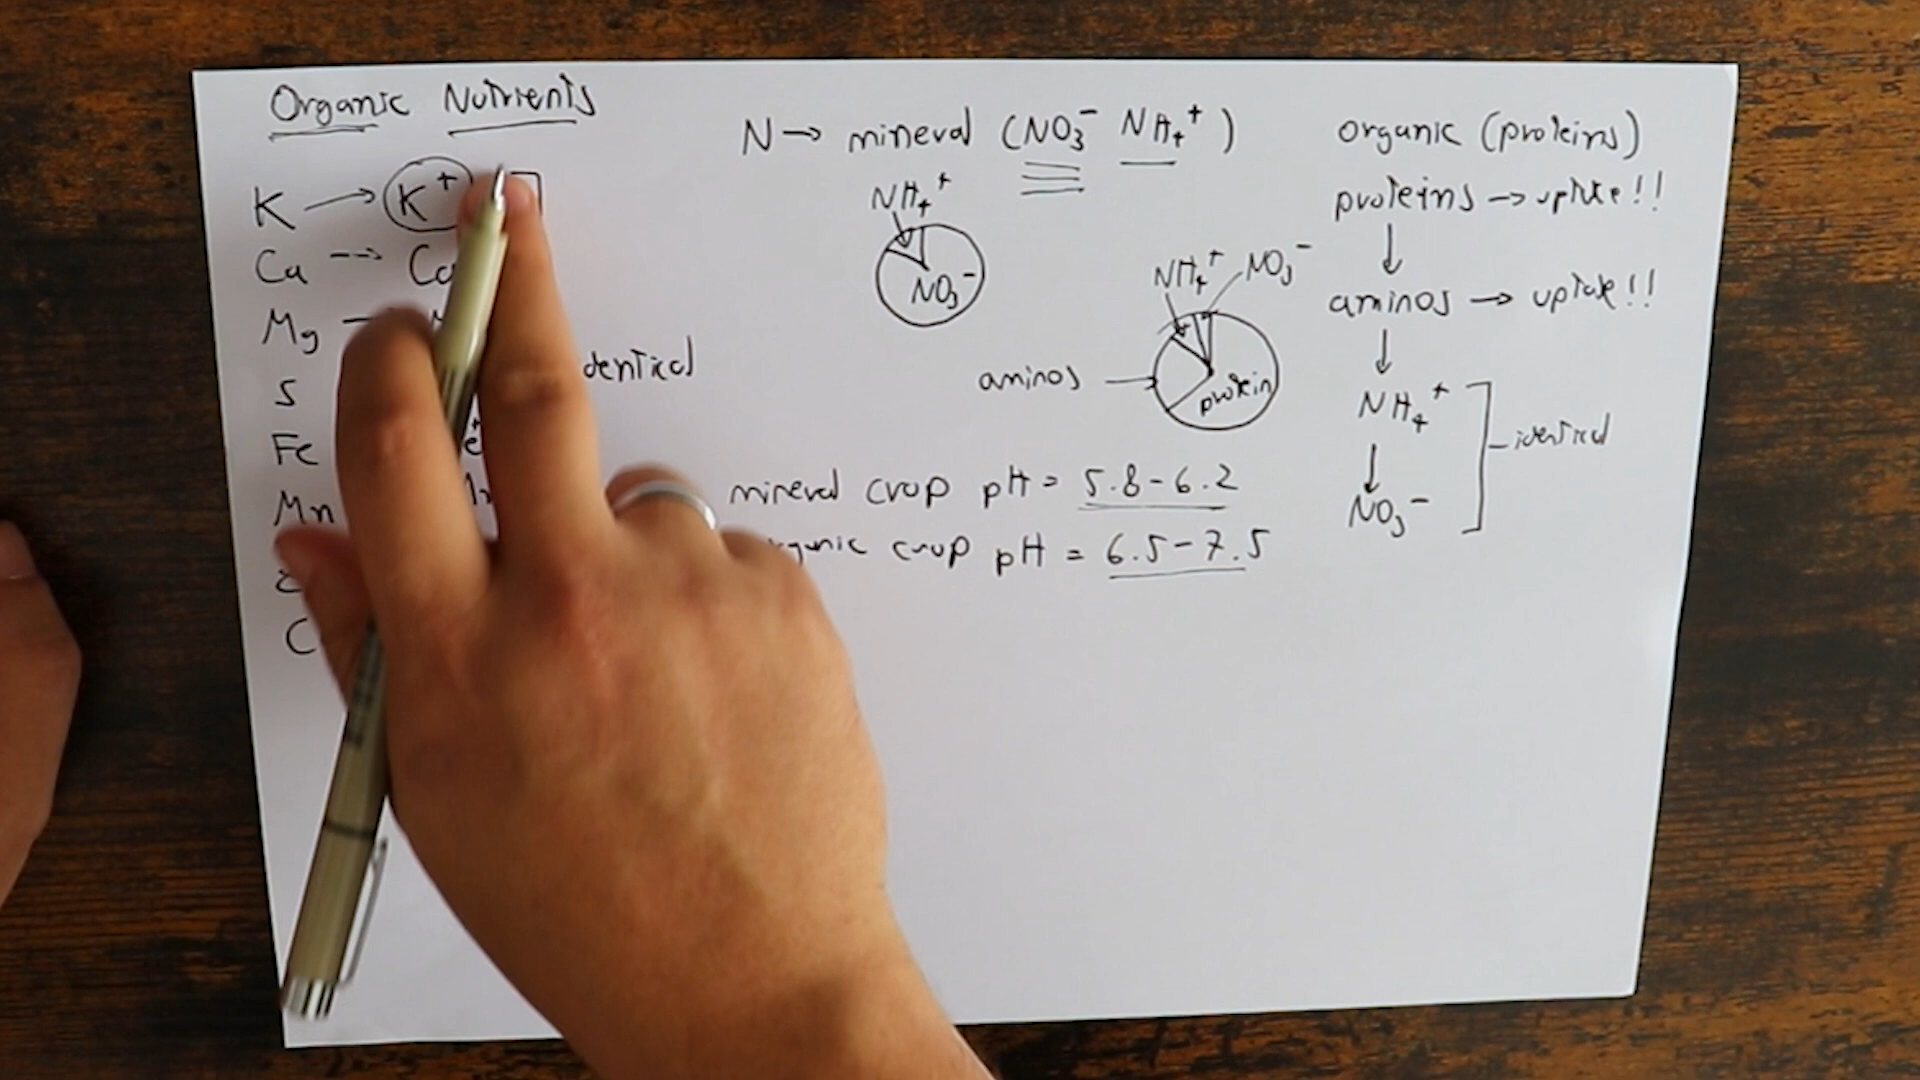 Organic Nutrients
K → K+
Ca --> Ca
Mg
S
Fe
Mn
C
identical
N → mineral (NO3- NH4+)
NH4+
NO3-
NH4+ NO3-
aminos →
protein
mineral crop pH = 5.8-6.2
organic crop pH = 6.5-7.5
organic (proteins)
proteins → uptake!!
↓
aminos → uptake!!
↓
NH4+
↓
NO3-
identical